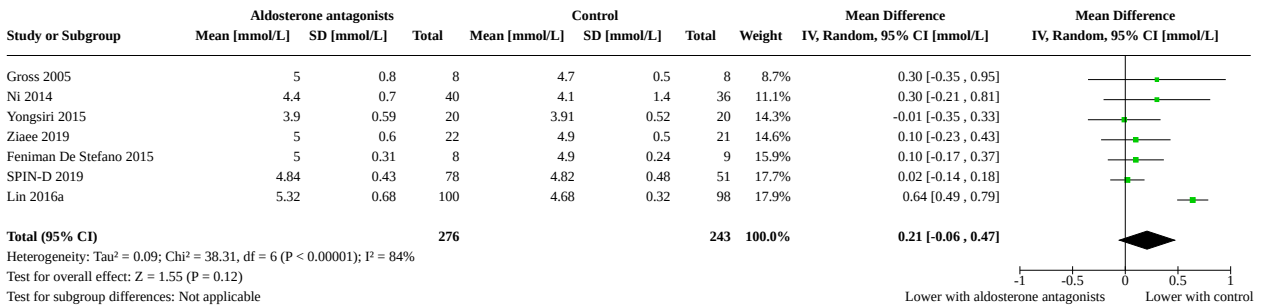 Aldosterone antagonists Control Mean Difference Mean Difference
Study or Subgroup Mean [mmol/L] SD [mmol/L] Total Mean [mmol/L] SD [mmol/L] Total Weight IV, Random, 95% CI [mmol/L] IV, Random, 95% CI [mmol/L]
Gross 2005 5 0.8 8 4.7 0.5 8 8.7% 0.30 [-0.35 , 0.95]
Ni 2014 4.4 0.7 40 4.1 1.4 36 11.1% 0.30 [-0.21 , 0.81]
Yongsiri 2015 3.9 0.59 20 3.91 0.52 20 14.3% -0.01 [-0.35 , 0.33]
Ziaee 2019 5 0.6 22 4.9 0.5 21 14.6% 0.10 [-0.23 , 0.43]
Feniman De Stefano 2015 5 0.31 8 4.9 0.24 9 15.9% 0.10 [-0.17 , 0.37]
SPIN-D 2019 4.84 0.43 78 4.82 0.48 51 17.7% 0.02 [-0.14 , 0.18]
Lin 2016a 5.32 0.68 100 4.68 0.32 98 17.9% 0.64 [0.49 , 0.79]
Total (95% CI) 276 243 100.0% 0.21 [-0.06 , 0.47]
Heterogeneity: Tau² = 0.09; Chi² = 38.31, df = 6 (P < 0.00001); I² = 84%
Test for overall effect: Z = 1.55 (P = 0.12) -1 -0.5 0 0.5 1
Test for subgroup differences: Not applicable Lower with aldosterone antagonists Lower with control